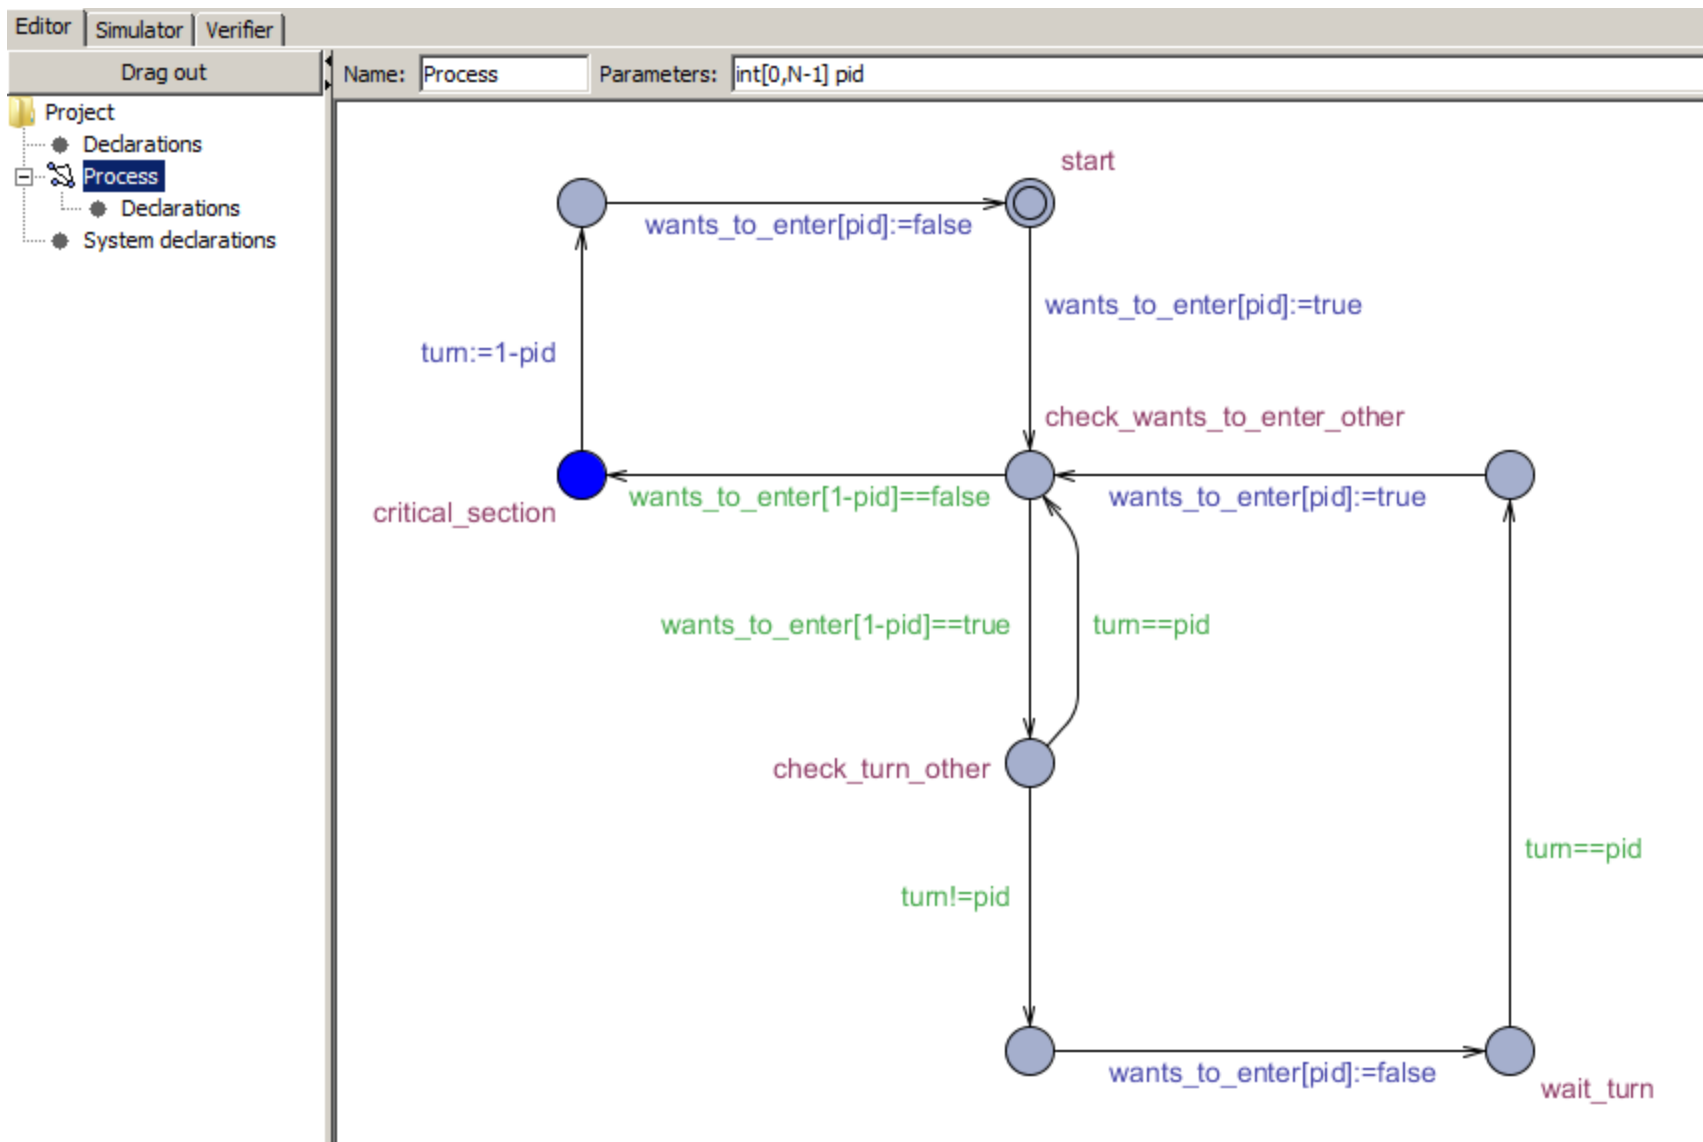 Editor Simulator Verifier
Drag out
Name: Process Parameters: int[0,N-1] pid
Project
Declarations
Process
Declarations
System declarations
start
wants_to_enter[pid]:=false
wants_to_enter[pid]:=true
turn:=1-pid
check_wants_to_enter_other
wants_to_enter[1-pid]==false
wants_to_enter[pid]:=true
critical_section
wants_to_enter[1-pid]==true
turn==pid
check_turn_other
turn==pid
turn!=pid
wants_to_enter[pid]:=false
wait_turn